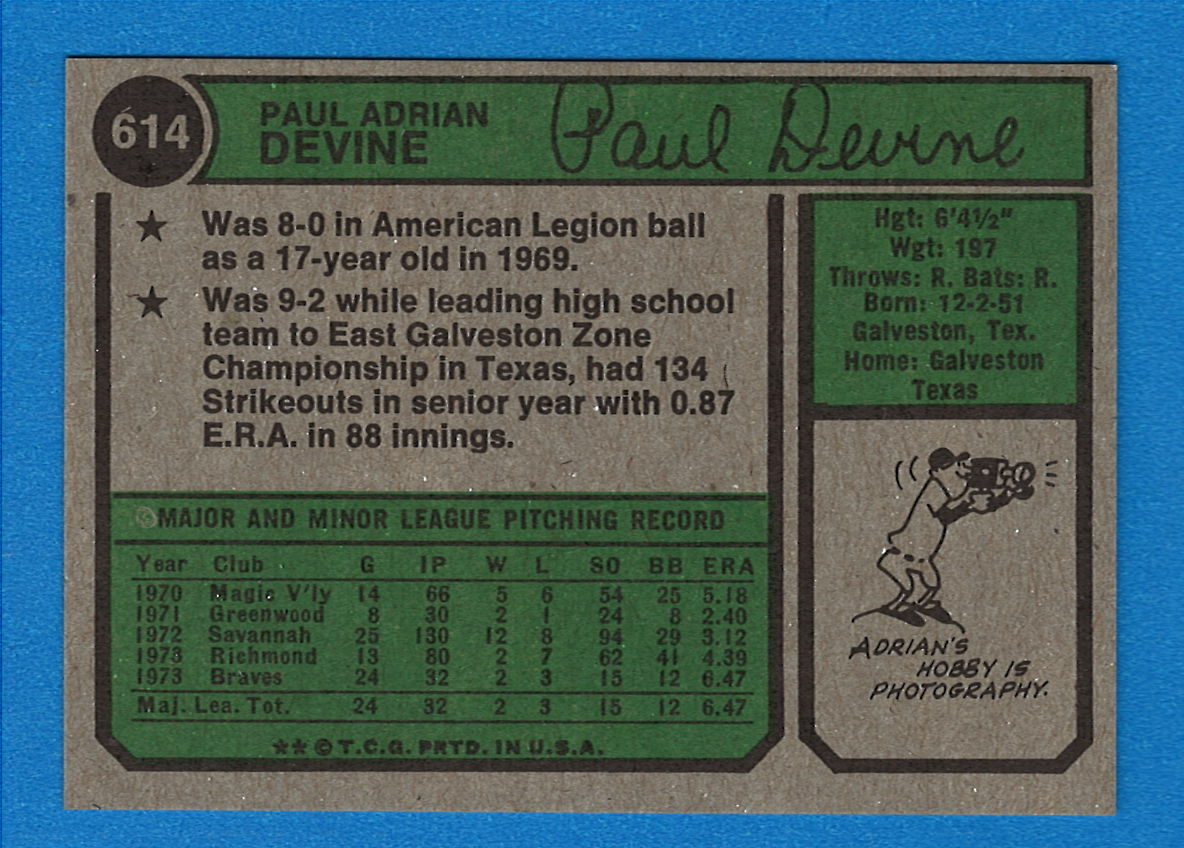 614
PAUL ADRIAN
DEVINE
Paul Devine
★ Was 8-0 in American Legion ball
as a 17-year old in 1969.
★ Was 9-2 while leading high school
team to East Galveston Zone
Championship in Texas, had 134
Strikeouts in senior year with 0.87
E.R.A. in 88 innings.
Hgt: 6'4½"
Wgt: 197
Throws: R. Bats: R.
Born: 12-2-51
Galveston, Tex.
Home: Galveston
Texas
MAJOR AND MINOR LEAGUE PITCHING RECORD
Year Club G IP W L SO BB ERA
1970 Magic V'ly 14 66 5 6 54 25 5.18
1971 Greenwood 8 30 2 1 24 8 2.40
1972 Savannah 25 130 12 8 94 29 3.12
1973 Richmond 13 80 2 7 62 41 4.39
1973 Braves 24 32 2 3 15 12 6.47
Maj. Lea. Tot. 24 32 2 3 15 12 6.47
** © T.C.G. PRTD. IN U.S.A.
ADRIAN'S
HOBBY IS
PHOTOGRAPHY.